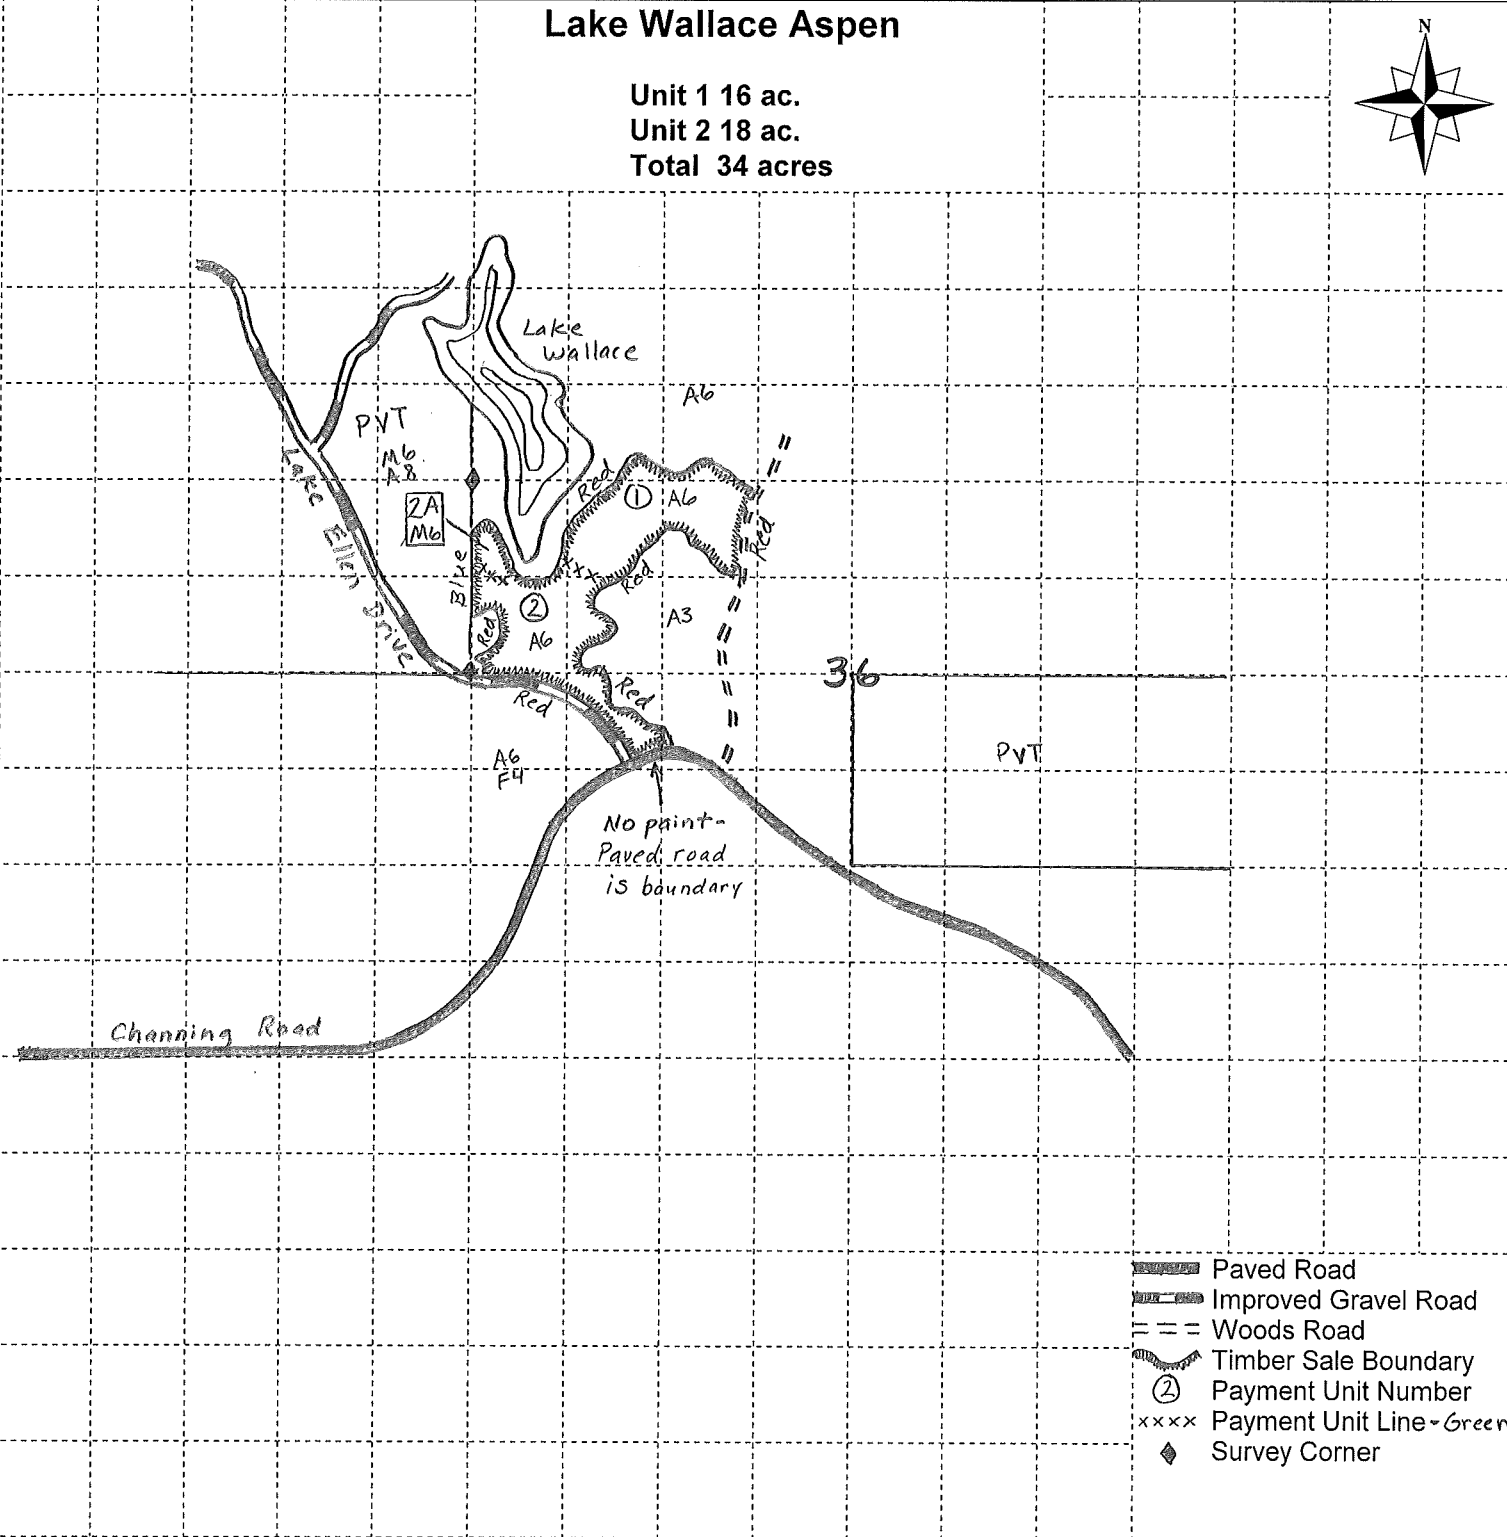 Lake Wallace Aspen
N
Unit 1 16 ac.
Unit 2 18 ac.
Total 34 acres
Lake
Wallace
A6
PVT
M6
A8
2A
M6
Lake Ellen Drive
Blue
Red
1
A6
Red
Red
2
A6
Red
A3
Red
Red
36
PVT
A6
F4
No paint-
Paved road
is boundary
Channing Road
Paved Road
Improved Gravel Road
Woods Road
Timber Sale Boundary
2 Payment Unit Number
xxxx Payment Unit Line - Green
Survey Corner